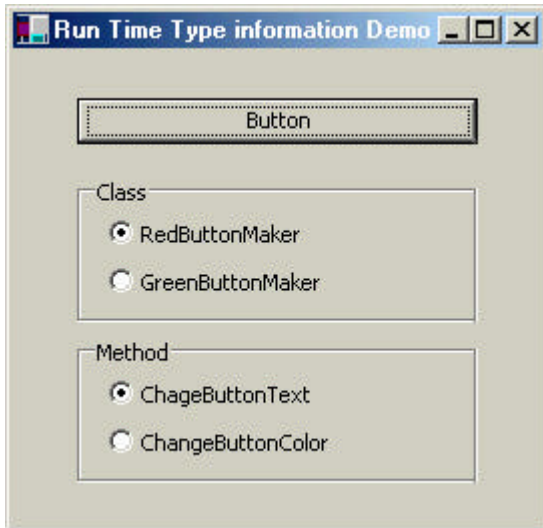 Run Time Type information Demo
Button
Class
RedButtonMaker
GreenButtonMaker
Method
ChageButtonText
ChangeButtonColor